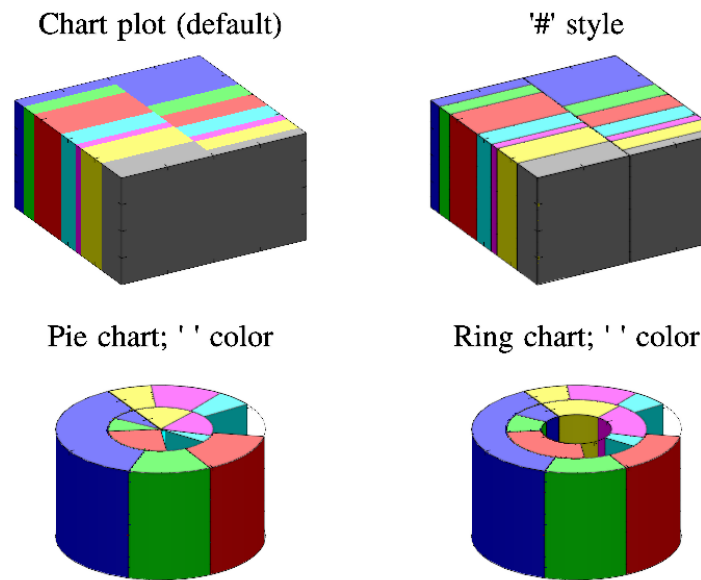 Chart plot (default)
'#' style
Pie chart; ' ' color
Ring chart; ' ' color